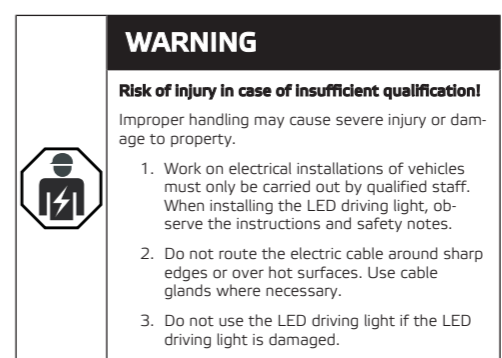 WARNING
Risk of injury in case of insufficient qualification!
Improper handling may cause severe injury or dam-
age to property.
1. Work on electrical installations of vehicles
must only be carried out by qualified staff.
When installing the LED driving light, ob-
serve the instructions and safety notes.
2. Do not route the electric cable around sharp
edges or over hot surfaces. Use cable
glands where necessary.
3. Do not use the LED driving light if the LED
driving light is damaged.